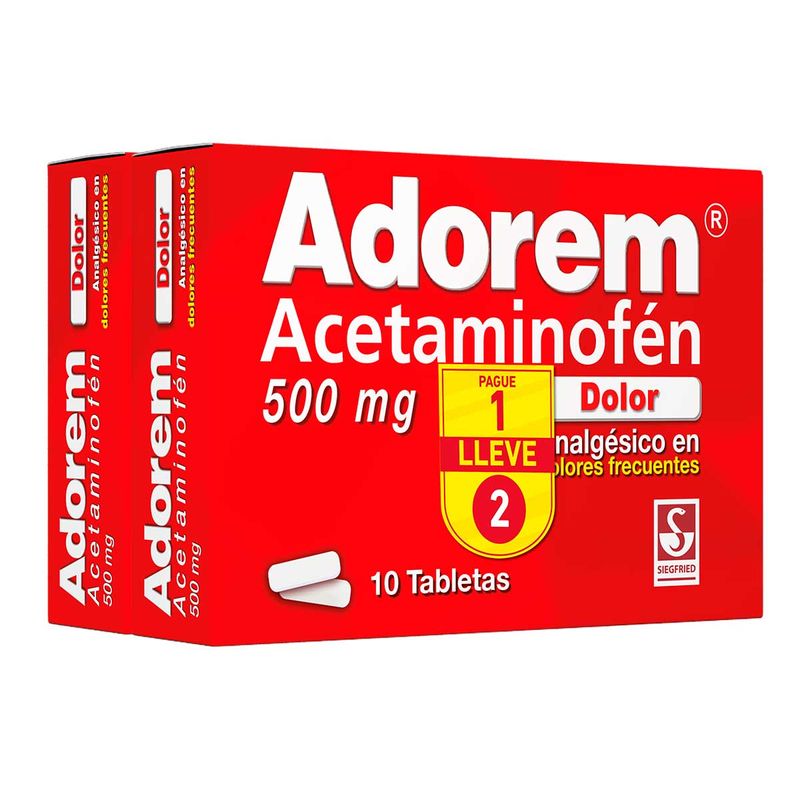 Adorem®
Acetaminofén
500 mg
PAGUE
1
LLEVE
2
Dolor
nalgésico en
olores frecuentes
10 Tabletas
SIEGFRIED
Adorem
Acetaminofén
500 mg
Dolor
Analgésico en
dolores frecuentes
Adorem
Acetaminofén
500 mg
Dolor
Analgésico en
dolores frecuentes